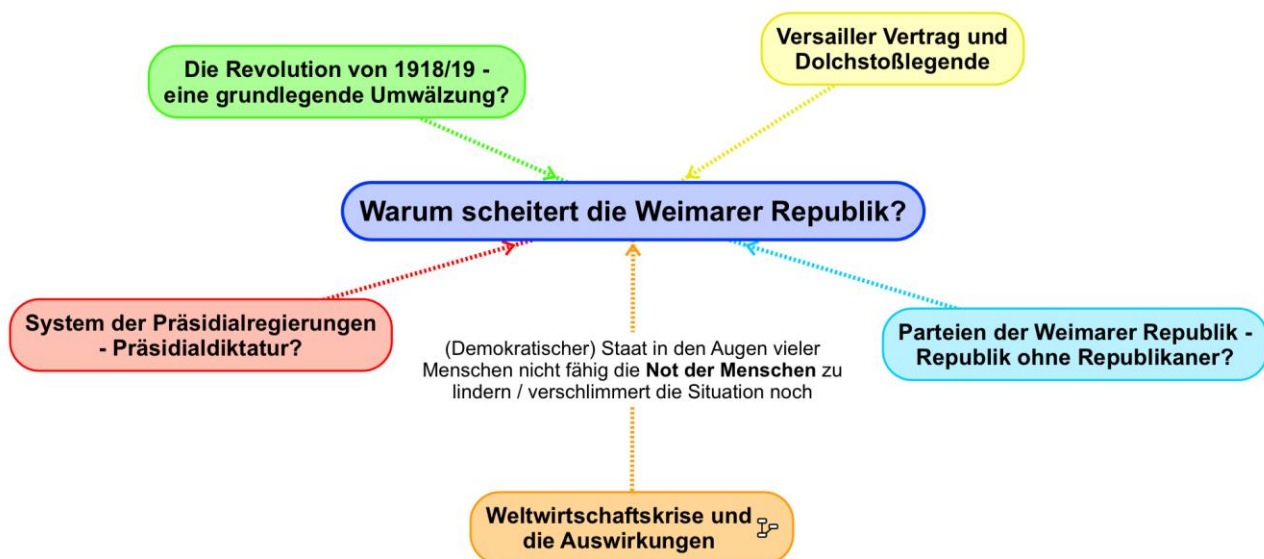 Die Revolution von 1918/19 -
eine grundlegende Umwälzung?
Versailler Vertrag und
Dolchstoßlegende
Warum scheitert die Weimarer Republik?
System der Präsidialregierungen
- Präsidialdiktatur?
(Demokratischer) Staat in den Augen vieler
Menschen nicht fähig die Not der Menschen zu
lindern / verschlimmert die Situation noch
Parteien der Weimarer Republik -
Republik ohne Republikaner?
Weltwirtschaftskrise und
die Auswirkungen